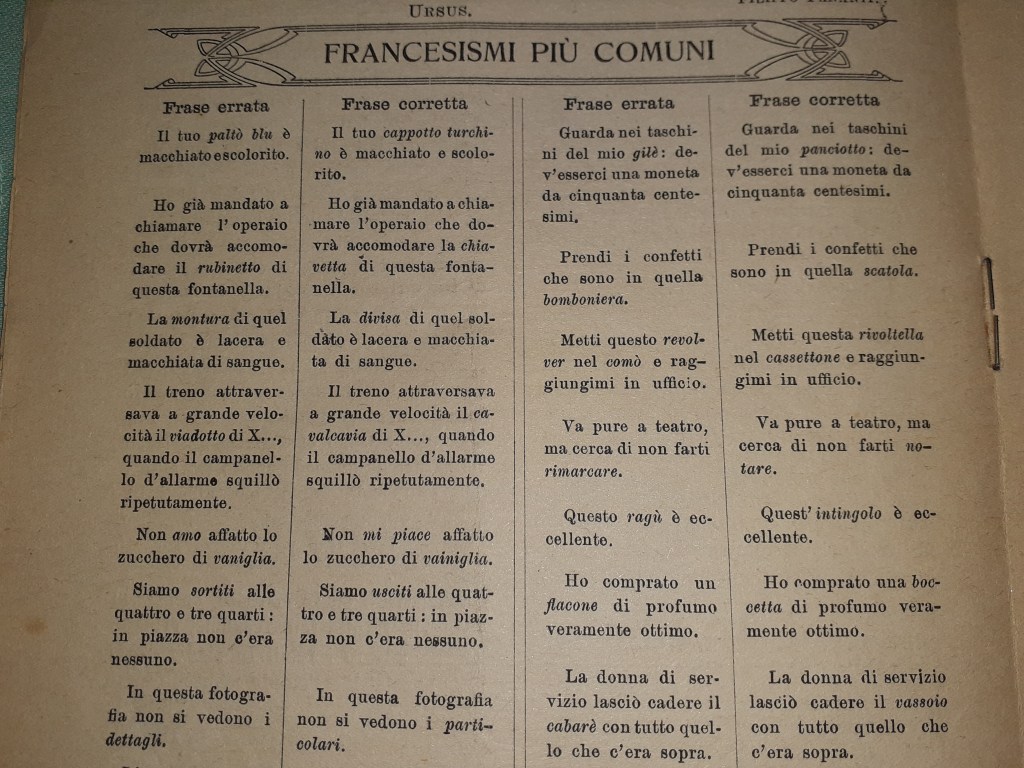 URSUS.
FRANCESISMI PIÙ COMUNI
Frase errata
Il tuo paltò blu è
macchiato e scolorito.
Ho già mandato a
chiamare l'operaio
che dovrà accomo-
dare il rubinetto di
questa fontanella.
La montura di quel
soldato è lacera e
macchiata di sangue.
Il treno attraver-
sava a grande velo-
cità il viadotto di X...,
quando il campanel-
lo d'allarme squillò
ripetutamente.
Non amo affatto lo
zucchero di vaniglia.
Siamo sortiti alle
quattro e tre quarti :
in piazza non c'era
nessuno.
In questa fotogra-
fia non si vedono i
dettagli.
Frase corretta
Il tuo cappotto turchi-
no è macchiato e scolo-
rito.
Ho già mandato a chia-
mare l'operaio che do-
vrà accomodare la chia-
vetta di questa fonta-
nella.
La divisa di quel sol-
dato è lacera e macchia-
ta di sangue.
Il treno attraversava
a grande velocità il ca-
valcavia di X..., quando
il campanello d'allarme
squillò ripetutamente.
Non mi piace affatto
lo zucchero di vainiglia.
Siamo usciti alle quat-
tro e tre quarti : in piaz-
za non c'era nessuno.
In questa fotografia
non si vedono i parti-
colari.
Frase errata
Guarda nei taschi-
ni del mio gilè : de-
v'esserci una moneta
da cinquanta cente-
simi.
Prendi i confetti
che sono in quella
bomboniera.
Metti questo revol-
ver nel comò e rag-
giungimi in ufficio.
Va pure a teatro,
ma cerca di non farti
rimarcare.
Questo ragù è ec-
cellente.
Ho comprato un
flacone di profumo
veramente ottimo.
La donna di ser-
vizio lasciò cadere il
cabarè con tutto quel-
lo che c'era sopra.
Frase corretta
Guarda nei taschini
del mio panciotto : de-
v'esserci una moneta da
cinquanta centesimi.
Prendi i confetti che
sono in quella scatola.
Metti questa rivoltella
nel cassettone e raggiun-
gimi in ufficio.
Va pure a teatro, ma
cerca di non farti no-
tare.
Quest'intingolo è ec-
cellente.
Ho comprato una boc-
cetta di profumo vera-
mente ottimo.
La donna di servizio
lasciò cadere il vassoio
con tutto quello che
c'era sopra.